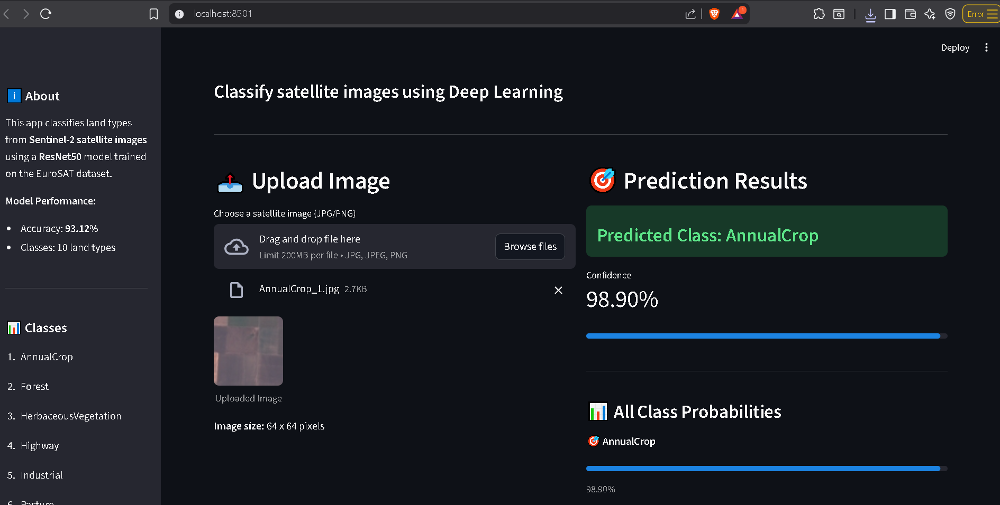 localhost:8501
1
Error
Deploy
About
This app classifies land types
from Sentinel-2 satellite images
using a ResNet50 model trained
on the EuroSAT dataset.
Model Performance:
• Accuracy: 93.12%
• Classes: 10 land types
Classes
1. AnnualCrop
2. Forest
3. HerbaceousVegetation
4. Highway
5. Industrial
6. Pasture
Classify satellite images using Deep Learning
Upload Image
Choose a satellite image (JPG/PNG)
Drag and drop file here
Limit 200MB per file • JPG, JPEG, PNG
Browse files
AnnualCrop_1.jpg 2.7KB
Uploaded Image
Image size: 64 x 64 pixels
Prediction Results
Predicted Class: AnnualCrop
Confidence
98.90%
All Class Probabilities
AnnualCrop
98.90%